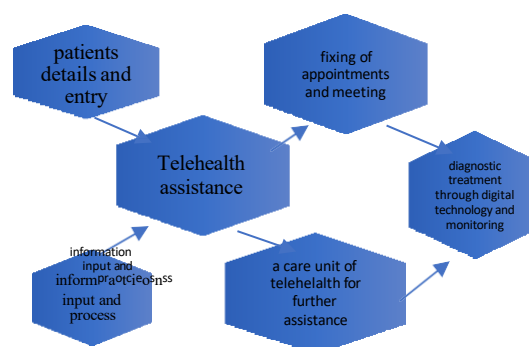 patients
details and
entry
fixing of
appointments
and meeting
Telehealth
assistance
diagnostic
treatment
through digital
technology and
monitoring
information
input and
input and
process
a care unit of
telehelalth for
further
assistance